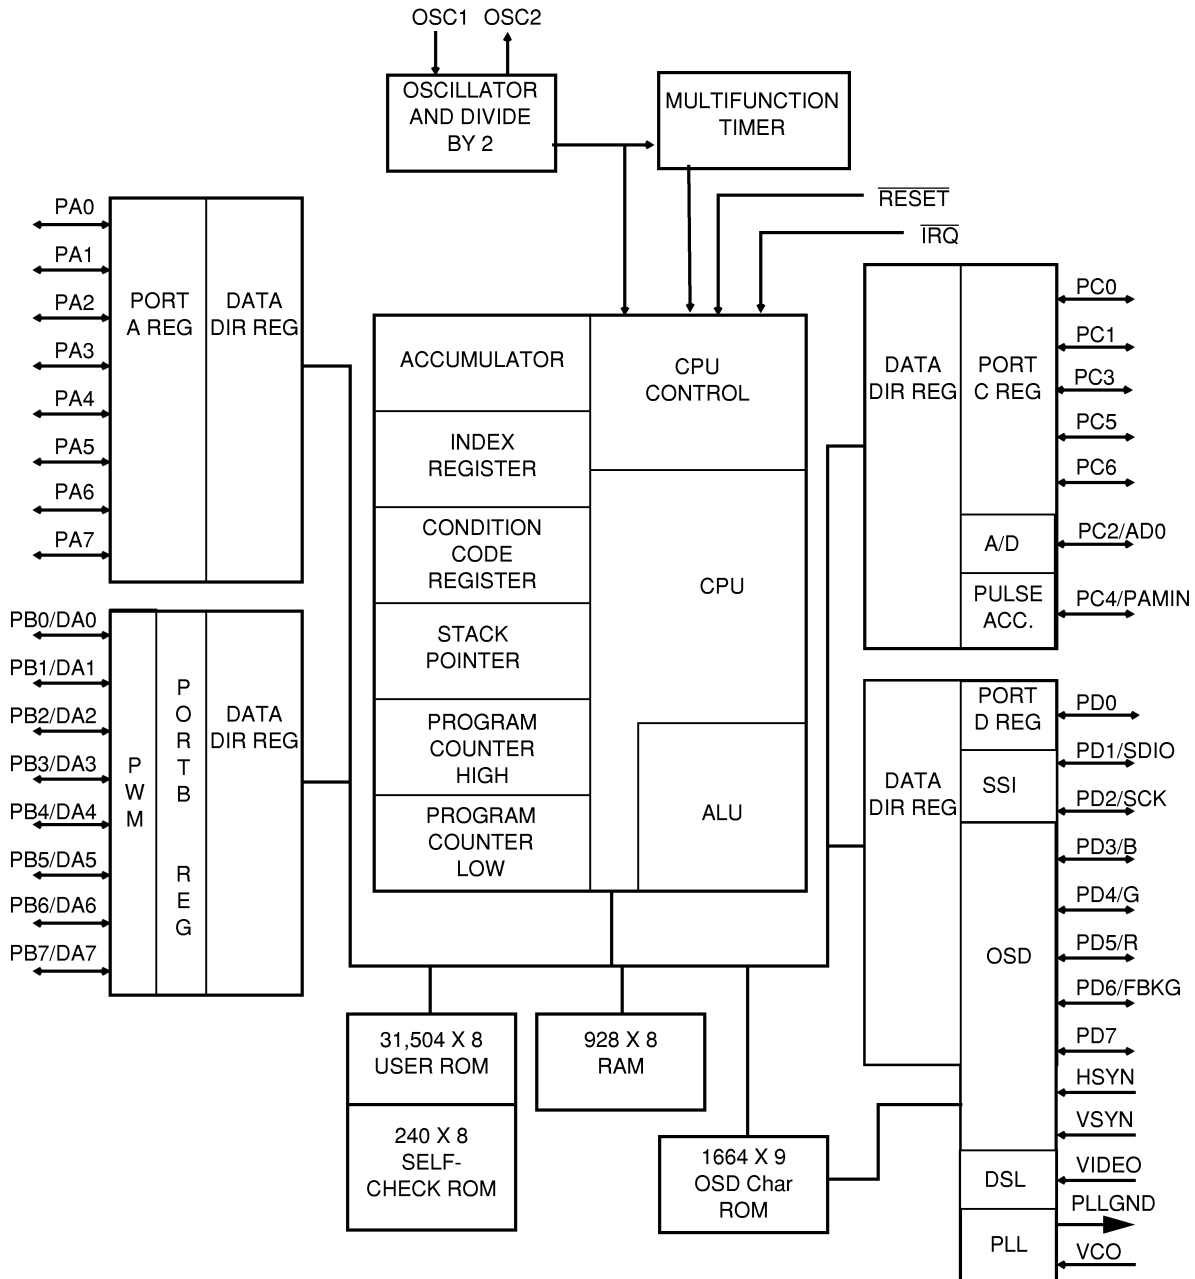 OSC1 OSC2
OSCILLATOR
AND DIVIDE
BY 2
MULTIFUNCTION
TIMER
RESET
IRQ
PA0
PA1
PA2
PA3
PA4
PA5
PA6
PA7
PORT
A REG
DATA
DIR REG
PB0/DA0
PB1/DA1
PB2/DA2
PB3/DA3
PB4/DA4
PB5/DA5
PB6/DA6
PB7/DA7
P
W
M
P
O
R
T
B
R
E
G
DATA
DIR REG
ACCUMULATOR
INDEX
REGISTER
CONDITION
CODE
REGISTER
STACK
POINTER
PROGRAM
COUNTER
HIGH
PROGRAM
COUNTER
LOW
CPU
CONTROL
CPU
ALU
DATA
DIR REG
PORT
C REG
A/D
PULSE
ACC.
PC0
PC1
PC3
PC5
PC6
PC2/AD0
PC4/PAMIN
DATA
DIR REG
PORT
D REG
SSI
OSD
DSL
PLL
PD0
PD1/SDIO
PD2/SCK
PD3/B
PD4/G
PD5/R
PD6/FBKG
PD7
HSYN
VSYN
VIDEO
PLLGND
VCO
31,504 X 8
USER ROM
240 X 8
SELF-
CHECK ROM
928 X 8
RAM
1664 X 9
OSD Char
ROM